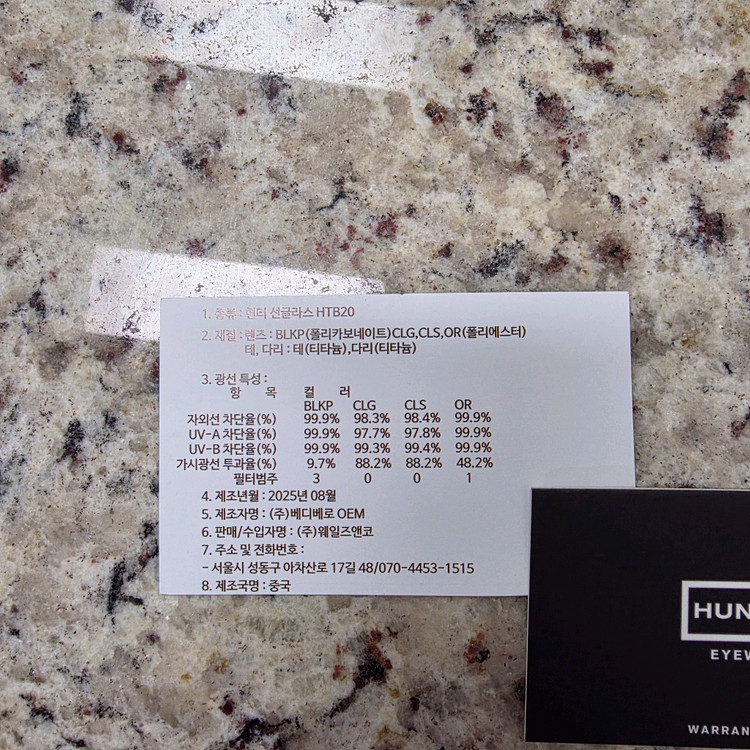 1. 종류 : 헌터 선글라스 HTB20
2. 재질 : 렌즈 : BLKP(폴리카보네이트)CLG,CLS,OR(폴리에스터)
테, 다리 : 테(티타늄),다리(티타늄)
3. 광선 특성 :
항 목 컬 러
BLKP CLG CLS OR
자외선 차단율(%) 99.9% 98.3% 98.4% 99.9%
UV-A 차단율(%) 99.9% 97.7% 97.8% 99.9%
UV-B 차단율(%) 99.9% 99.3% 99.4% 99.9%
가시광선 투과율(%) 9.7% 88.2% 88.2% 48.2%
필터범주 3 0 0 1
4. 제조년월 : 2025년 08월
5. 제조자명 : (주)베디베로 OEM
6. 판매/수입자명 : (주)웨일즈앤코
7. 주소 및 전화번호 :
- 서울시 성동구 아차산로 17길 48/070-4453-1515
8. 제조국명 : 중국
HUN
EYEW
WARRAN